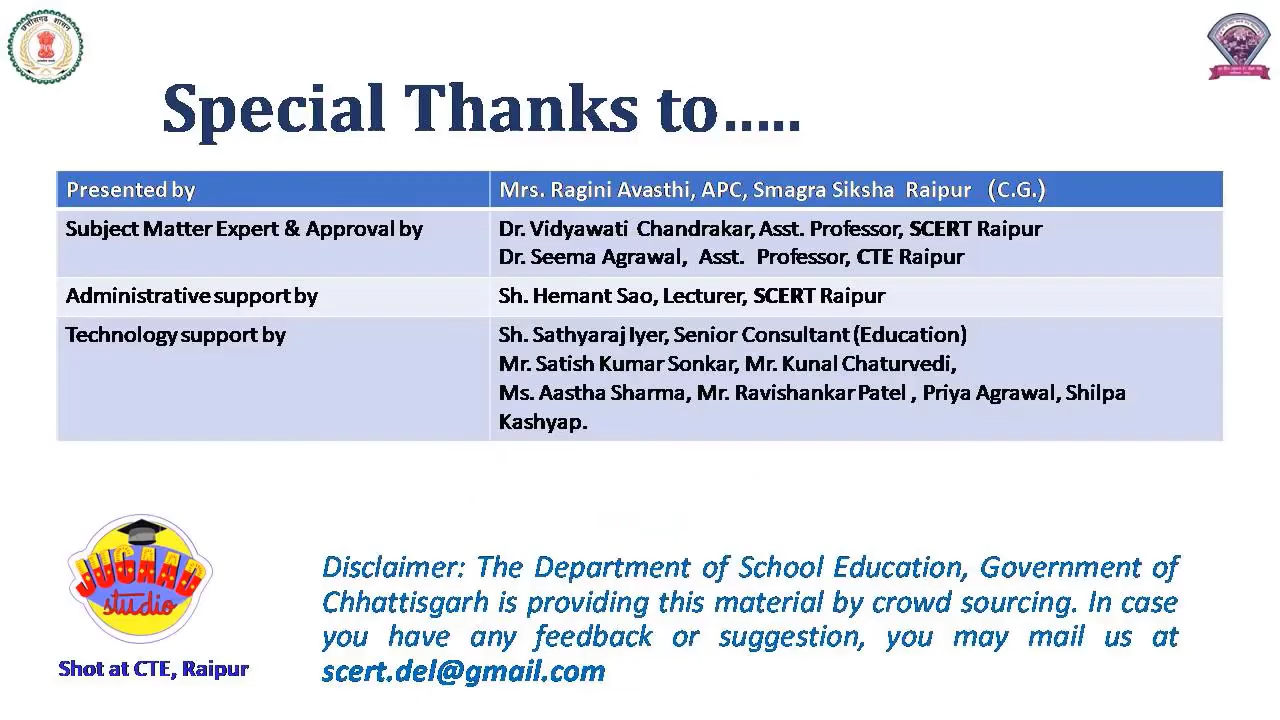 छत्तीसगढ़ शासन
Special Thanks to.....
Presented by
Mrs. Ragini Avasthi, APC, Smagra Siksha Raipur (C.G.)
Subject Matter Expert & Approval by
Dr. Vidyawati Chandrakar, Asst. Professor, SCERT Raipur
Dr. Seema Agrawal, Asst. Professor, CTE Raipur
Administrative support by
Sh. Hemant Sao, Lecturer, SCERT Raipur
Technology support by
Sh. Sathyaraj Iyer, Senior Consultant (Education)
Mr. Satish Kumar Sonkar, Mr. Kunal Chaturvedi,
Ms. Aastha Sharma, Mr. Ravishankar Patel , Priya Agrawal, Shilpa
Kashyap.
JUGAAD
studio
Shot at CTE, Raipur
Disclaimer: The Department of School Education, Government of
Chhattisgarh is providing this material by crowd sourcing. In case
you have any feedback or suggestion, you may mail us at
scert.del@gmail.com